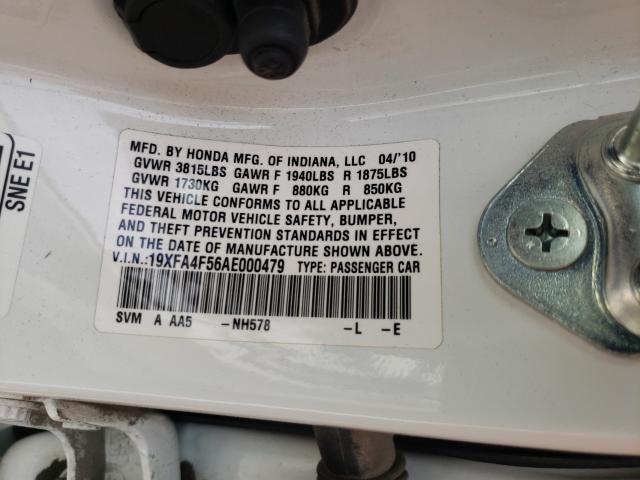 MFD. BY HONDA MFG. OF INDIANA, LLC 04/'10
GVWR 3815LBS GAWR F 1940LBS R 1875LBS
GVWR 1730KG GAWR F 880KG R 850KG
THIS VEHICLE CONFORMS TO ALL APPLICABLE
FEDERAL MOTOR VEHICLE SAFETY, BUMPER,
AND THEFT PREVENTION STANDARDS IN EFFECT
ON THE DATE OF MANUFACTURE SHOWN ABOVE.
V.I.N.:19XFA4F56AE000479 TYPE: PASSENGER CAR
SVM A AA5 -NH578 -L -E
SNE E1